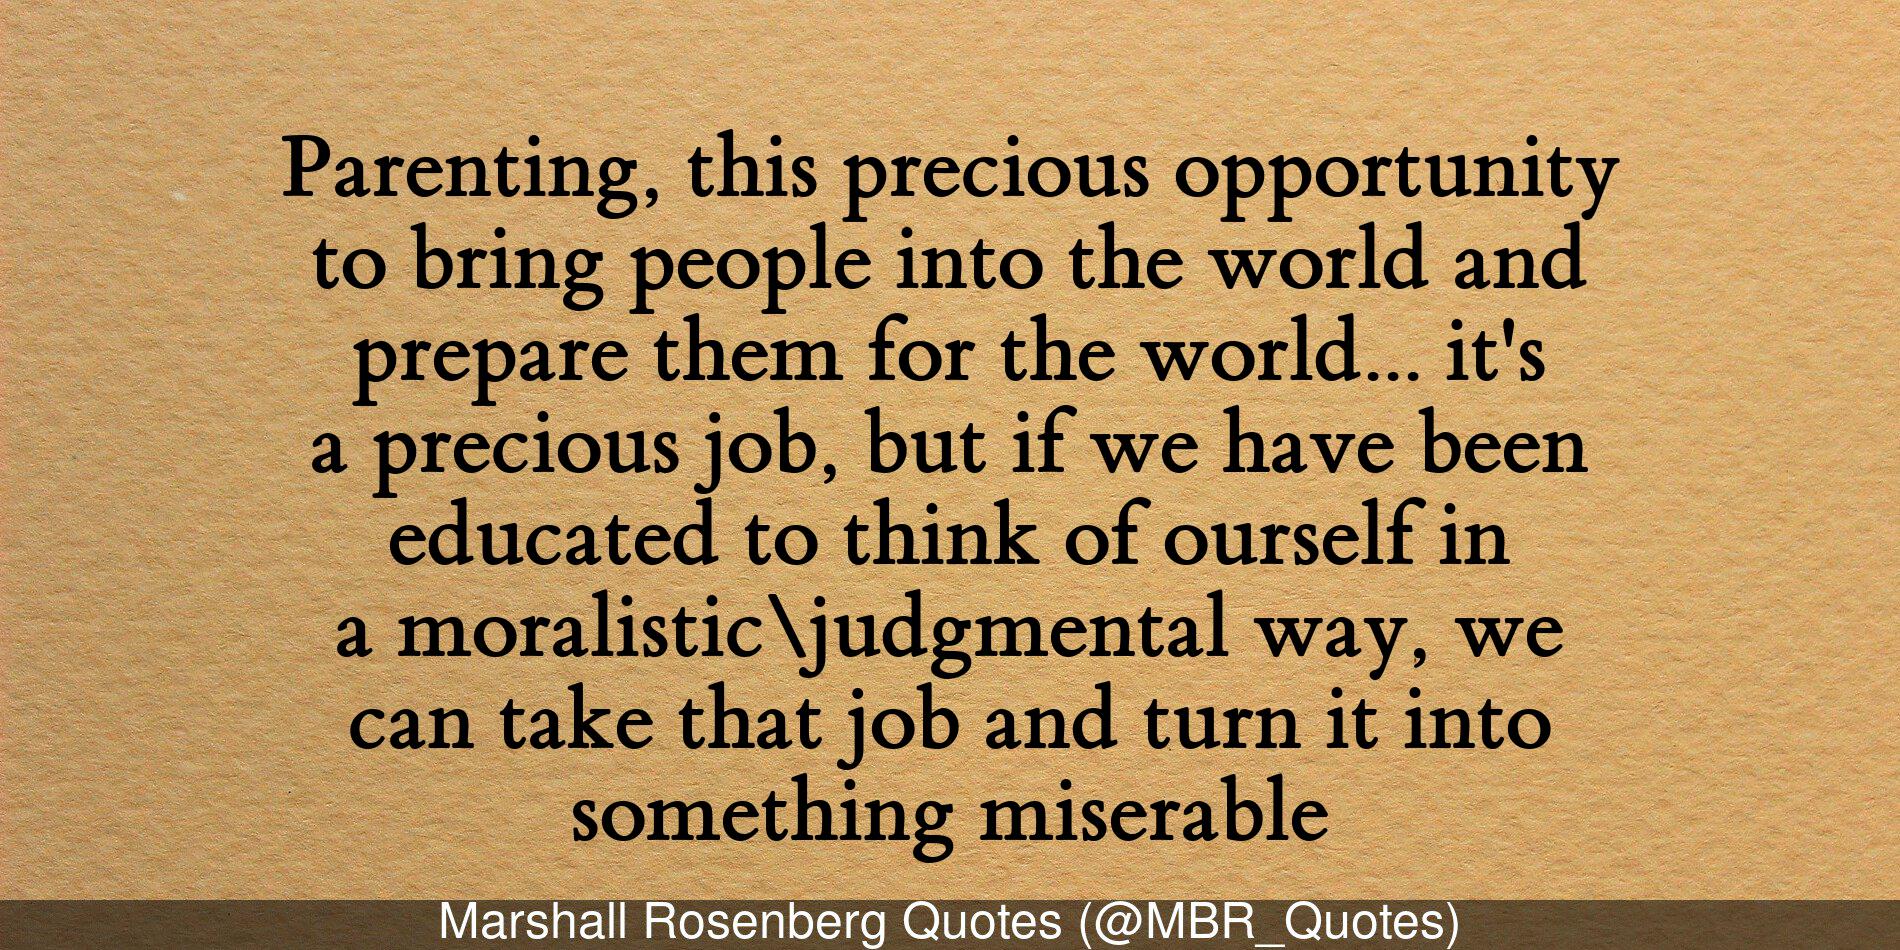 Parenting, this precious opportunity
to bring people into the world and
prepare them for the world... it's
a precious job, but if we have been
educated to think of ourself in
a moralistic\judgmental way, we
can take that job and turn it into
something miserable
Marshall Rosenberg Quotes (@MBR_Quotes)